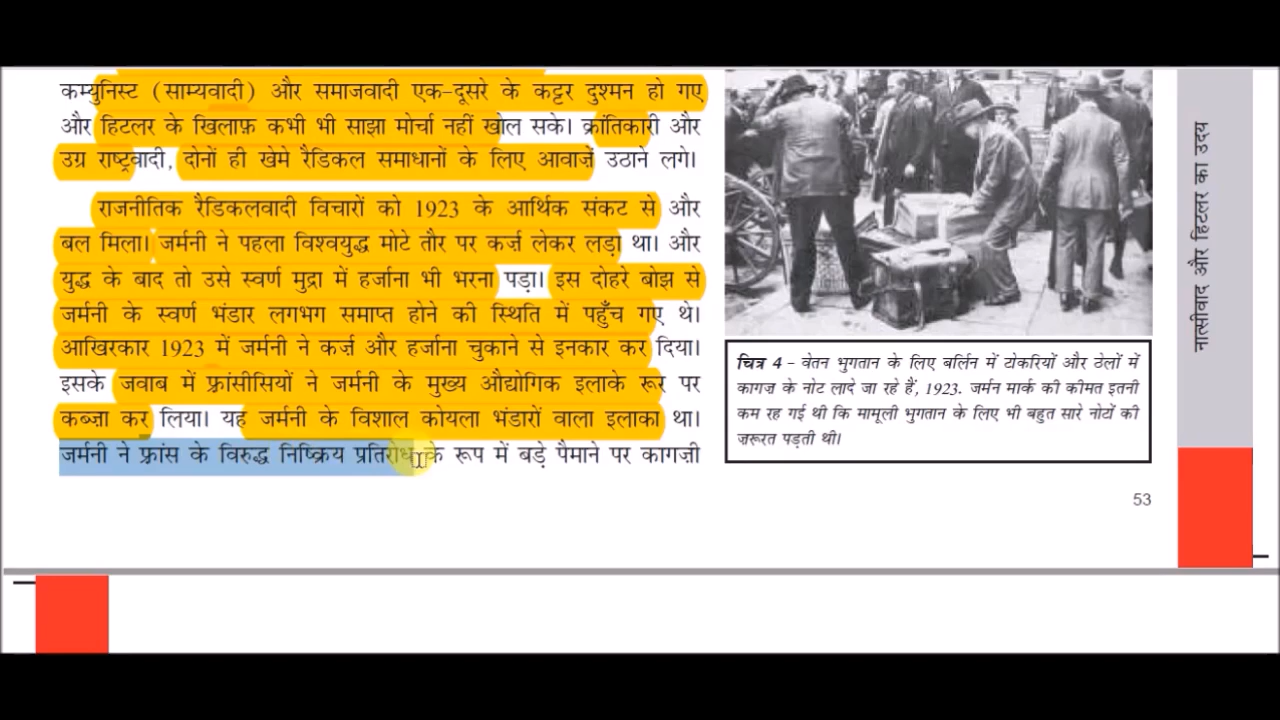 कम्युनिस्ट (साम्यवादी) और समाजवादी एक-दूसरे के कट्टर दुश्मन हो गए
और हिटलर के खिलाफ़ कभी भी साझा मोर्चा नहीं खोल सके। क्रांतिकारी और
उग्र राष्ट्रवादी, दोनों ही खेमे रैडिकल समाधानों के लिए आवाज़ें उठाने लगे।
राजनीतिक रैडिकलवादी विचारों को 1923 के आर्थिक संकट से और
बल मिला। जर्मनी ने पहला विश्वयुद्ध मोटे तौर पर कर्ज़ लेकर लड़ा था। और
युद्ध के बाद तो उसे स्वर्ण मुद्रा में हर्जाना भी भरना पड़ा। इस दोहरे बोझ से
जर्मनी के स्वर्ण भंडार लगभग समाप्त होने की स्थिति में पहुँच गए थे।
आखिरकार 1923 में जर्मनी ने कर्ज़ और हर्जाना चुकाने से इनकार कर दिया।
इसके जवाब में फ़्रांसीसियों ने जर्मनी के मुख्य औद्योगिक इलाके रूर पर
कब्ज़ा कर लिया। यह जर्मनी के विशाल कोयला भंडारों वाला इलाका था।
जर्मनी ने फ़्रांस के विरुद्ध निष्क्रिय प्रतिरोध के रूप में बड़े पैमाने पर कागज़ी
चित्र 4 – वेतन भुगतान के लिए बर्लिन में टोकरियों और ठेलों में
कागज़ के नोट लादे जा रहे हैं, 1923. जर्मन मार्क की कीमत इतनी
कम रह गई थी कि मामूली भुगतान के लिए भी बहुत सारे नोटों की
ज़रूरत पड़ती थी।
नात्सीवाद और हिटलर का उदय
53